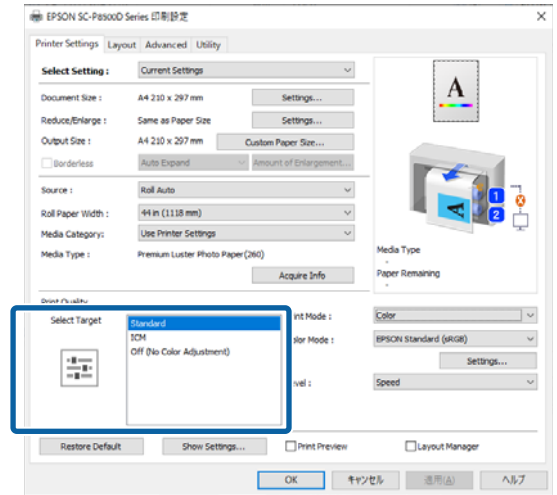 EPSON SC-P8500D Series 印刷設定
Printer Settings Layout Advanced Utility
Select Setting : Current Settings
Document Size : A4 210 x 297 mm Settings...
Reduce/Enlarge : Same as Paper Size Settings...
Output Size : A4 210 x 297 mm Custom Paper Size...
Borderless Auto Expand Amount of Enlargement...
Source : Roll Auto
Roll Paper Width : 44 in (1118 mm)
Media Category: Use Printer Settings
Media Type : Premium Luster Photo Paper(260)
Acquire Info
A
A
1
2
Media Type
-
Paper Remaining
-
Print Quality
Select Target Standard
ICM
Off (No Color Adjustment)
int Mode : Color
olor Mode : EPSON Standard (sRGB)
Settings...
evel : Speed
Restore Default Show Settings... Print Preview Layout Manager
OK キャンセル 適用(A) ヘルプ